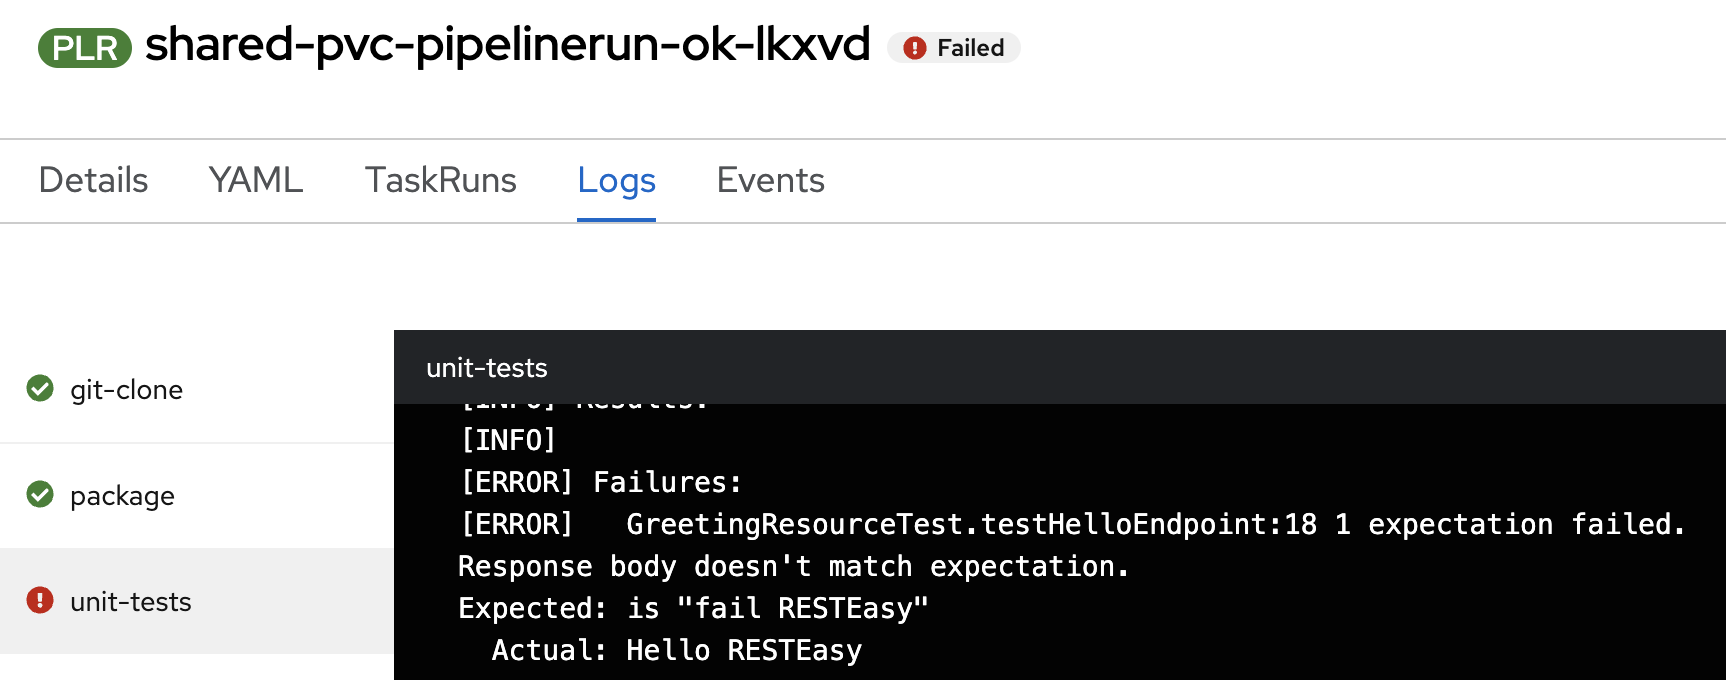 PLR shared-pvc-pipelinerun-ok-lkxvd Failed
Details YAML TaskRuns Logs Events
git-clone
package
unit-tests
unit-tests
[INFO] Results:
[INFO]
[ERROR] Failures:
[ERROR]   GreetingResourceTest.testHelloEndpoint:18 1 expectation failed.
Response body doesn't match expectation.
Expected: is "fail RESTEasy"
  Actual: Hello RESTEasy